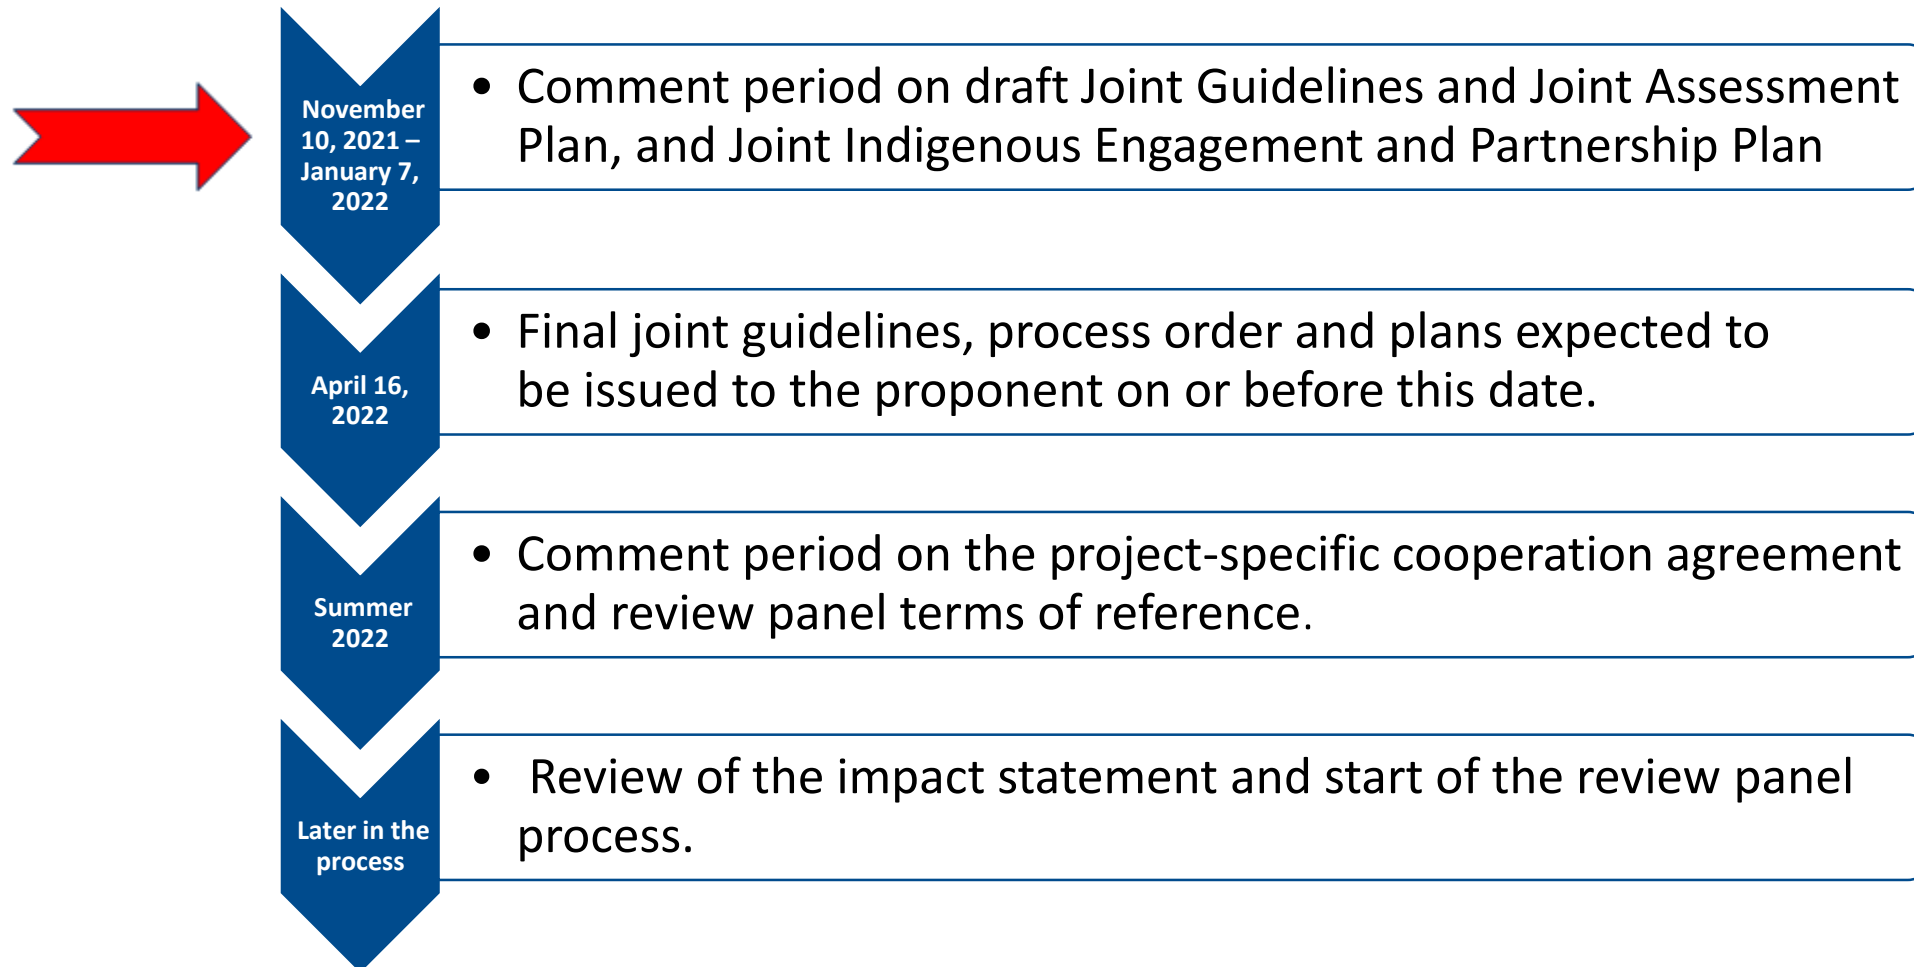 November
10, 2021 –
January 7,
2022
• Comment period on draft Joint Guidelines and Joint Assessment
Plan, and Joint Indigenous Engagement and Partnership Plan
April 16,
2022
• Final joint guidelines, process order and plans expected to
be issued to the proponent on or before this date.
Summer
2022
• Comment period on the project-specific cooperation agreement
and review panel terms of reference.
Later in the
process
• Review of the impact statement and start of the review panel
process.